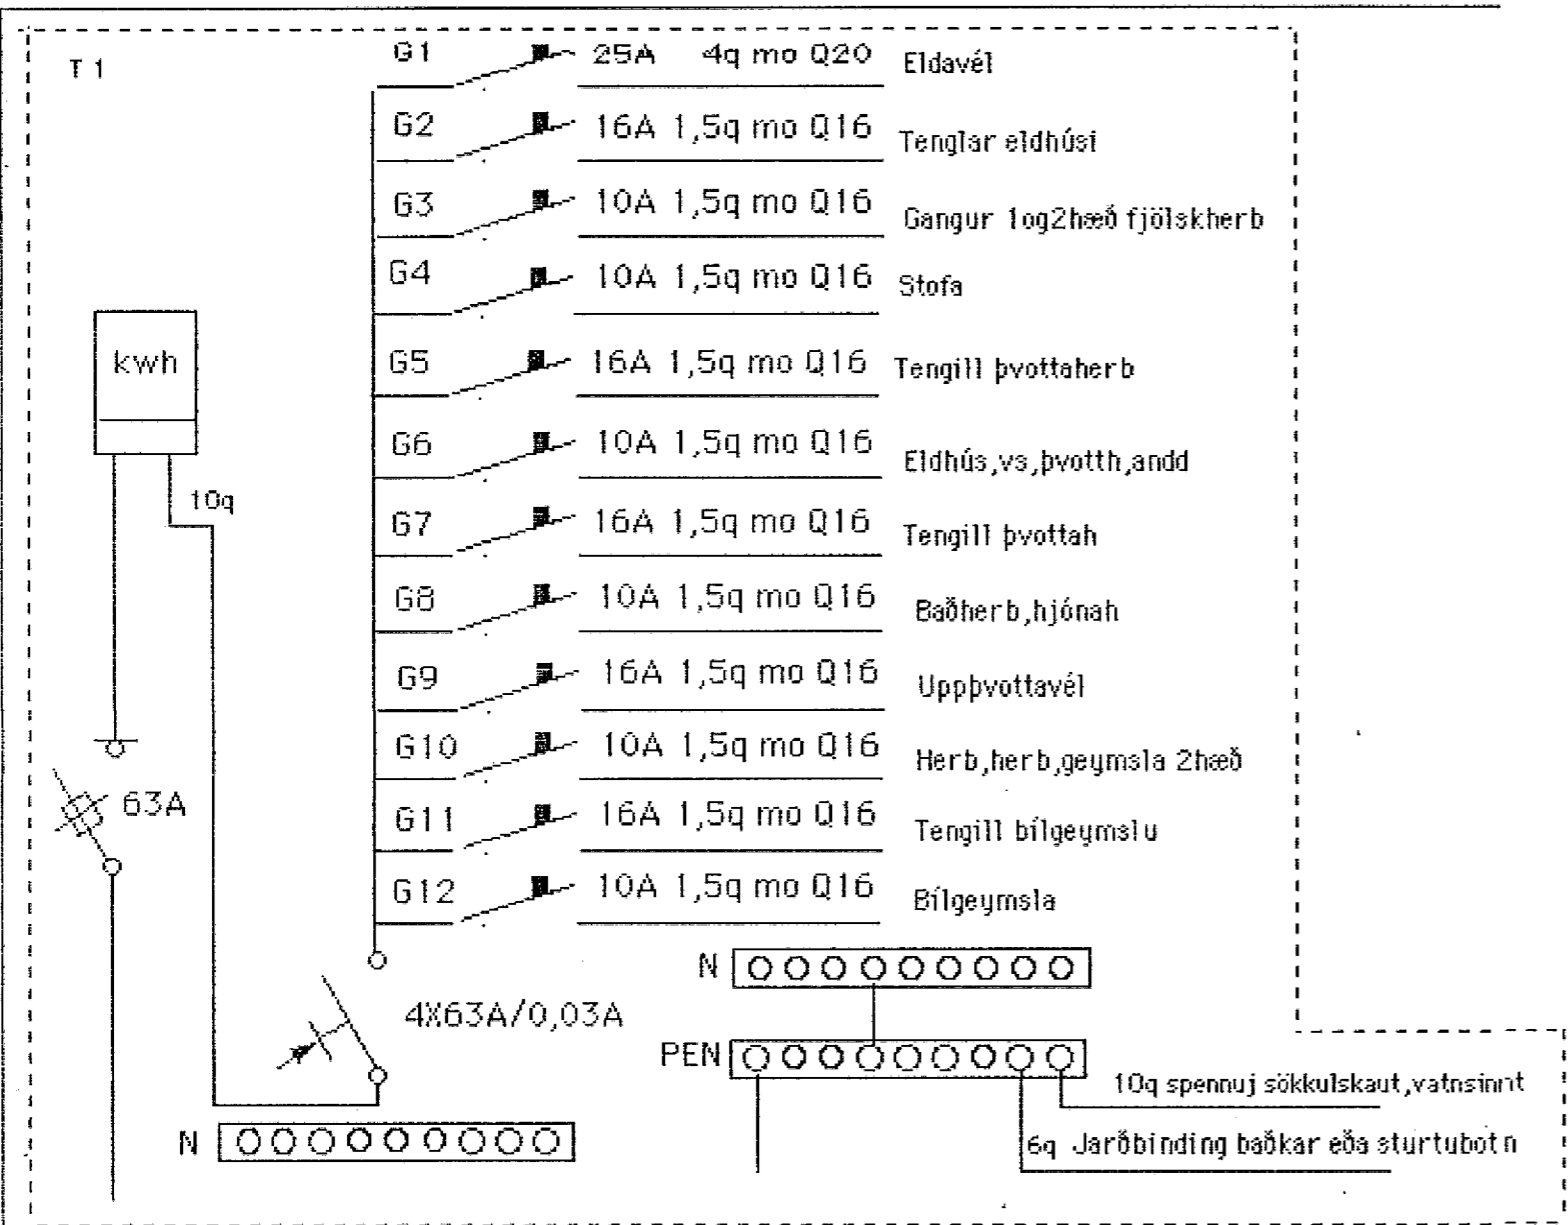 T 1
G1 25A 4q mo Q20 Eldavél
G2 16A 1,5q mo Q16 Tenglar eldhúsi
G3 10A 1,5q mo Q16 Gangur 1og2hæð fjölskherb
G4 10A 1,5q mo Q16 Stofa
kwh
G5 16A 1,5q mo Q16 Tengill þvottaherb
G6 10A 1,5q mo Q16 Eldhús,vs,þvotth,andd
10q
G7 16A 1,5q mo Q16 Tengill þvottah
G8 10A 1,5q mo Q16 Baðherb,hjónah
G9 16A 1,5q mo Q16 Uppþvottavél
G10 10A 1,5q mo Q16 Herb,herb,geymsla 2hæð
63A
G11 16A 1,5q mo Q16 Tengill bílgeymslu
G12 10A 1,5q mo Q16 Bílgeymsla
N
4X63A/0,03A
PEN
10q spennuj sökkulskaut,vatnsinnt
N
6q Jarðbinding baðkar eða sturtubotn